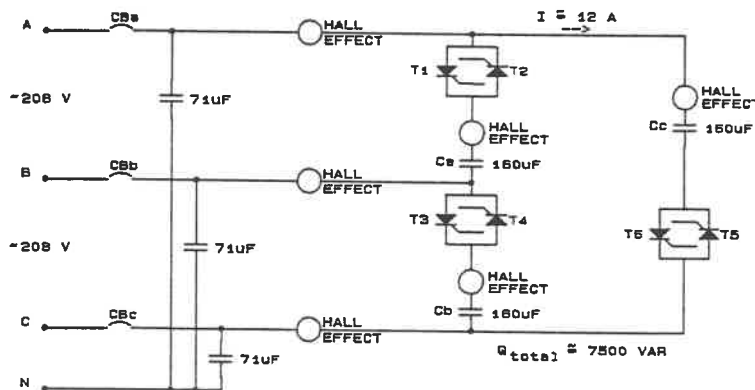 CBa
A
HALL
EFFECT
I ≅ 12 A
T1
T2
71uF
~208 V
HALL
EFFECT
Ca
160uF
HALL
EFFECT
Cc
160uF
B
CBb
HALL
EFFECT
T3
T4
T6
T5
71uF
~208 V
HALL
EFFECT
Cb
160uF
C
CBc
HALL
EFFECT
71uF
Qtotal ≅ 7500 VAR
N